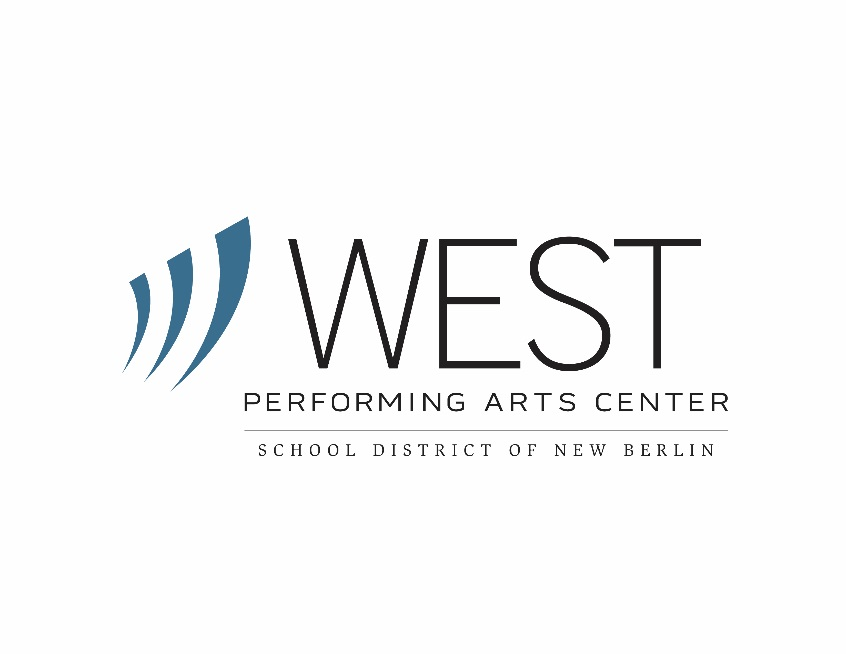 WEST
PERFORMING ARTS CENTER
SCHOOL DISTRICT OF NEW BERLIN